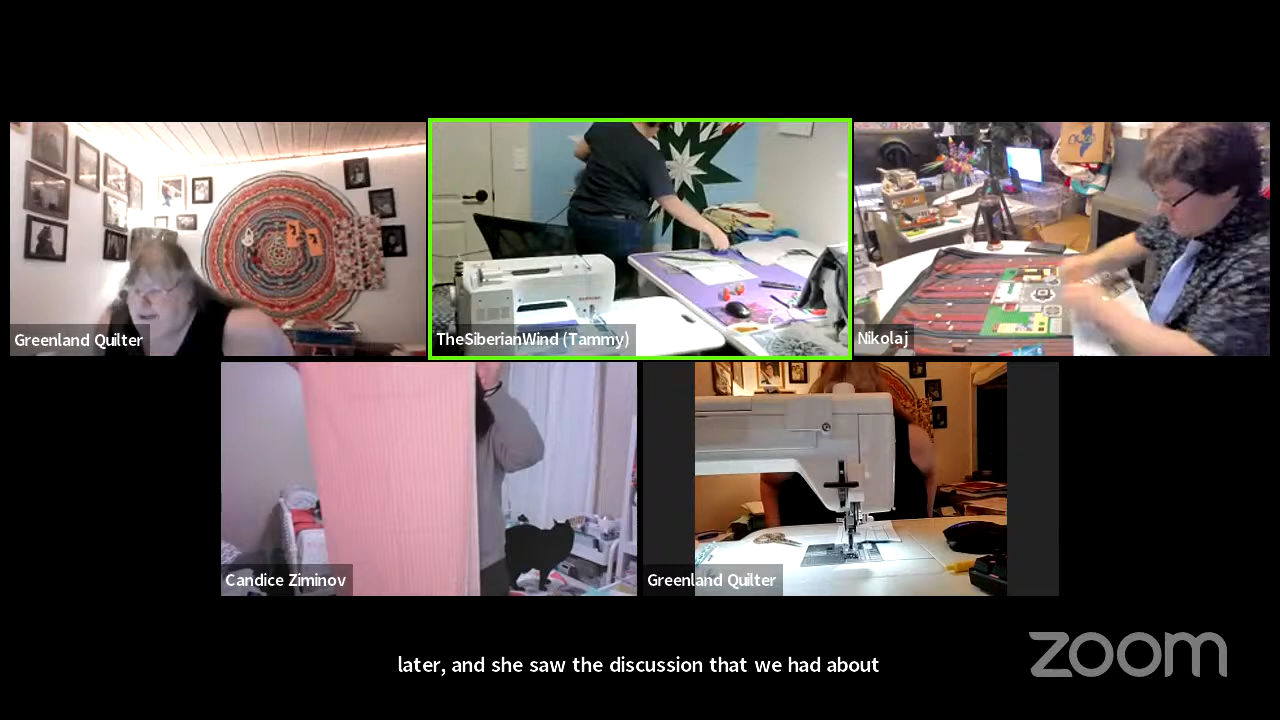 Greenland Quilter
TheSiberianWind (Tammy)
Nikolaj
Candice Ziminov
Greenland Quilter
later, and she saw the discussion that we had about
zoom